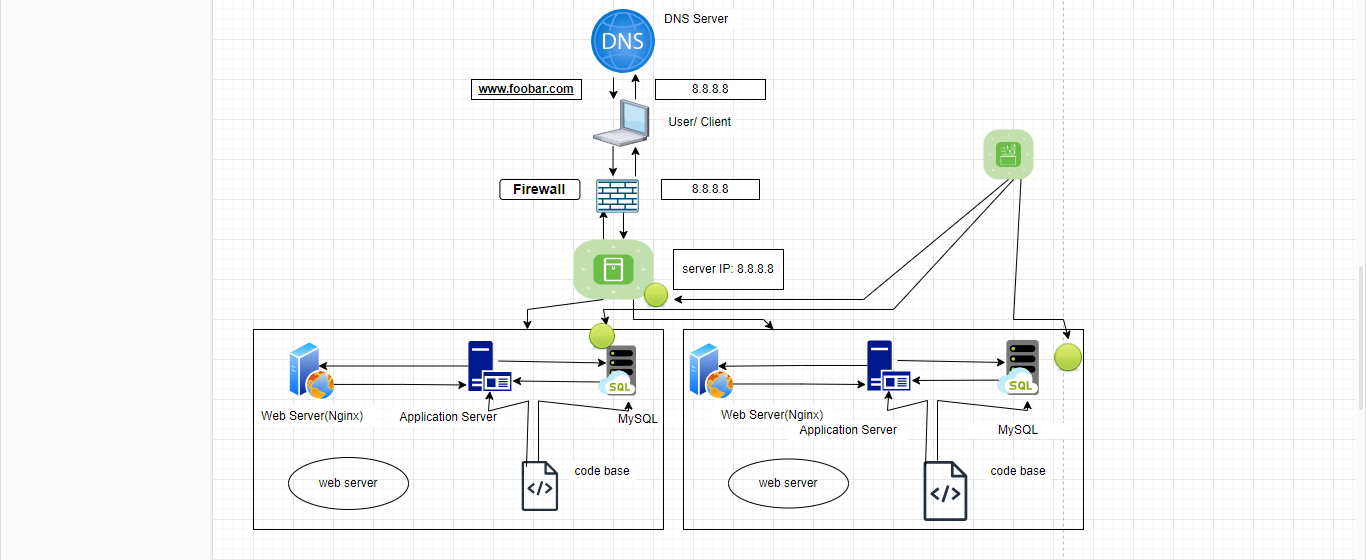 DNS Server
DNS
www.foobar.com
8.8.8.8
User/ Client
Firewall
8.8.8.8
server IP: 8.8.8.8
SQL
SQL
Web Server(Nginx)
Application Server
MySQL
Web Server(Nginx)
Application Server
MySQL
code base
code base
web server
web server